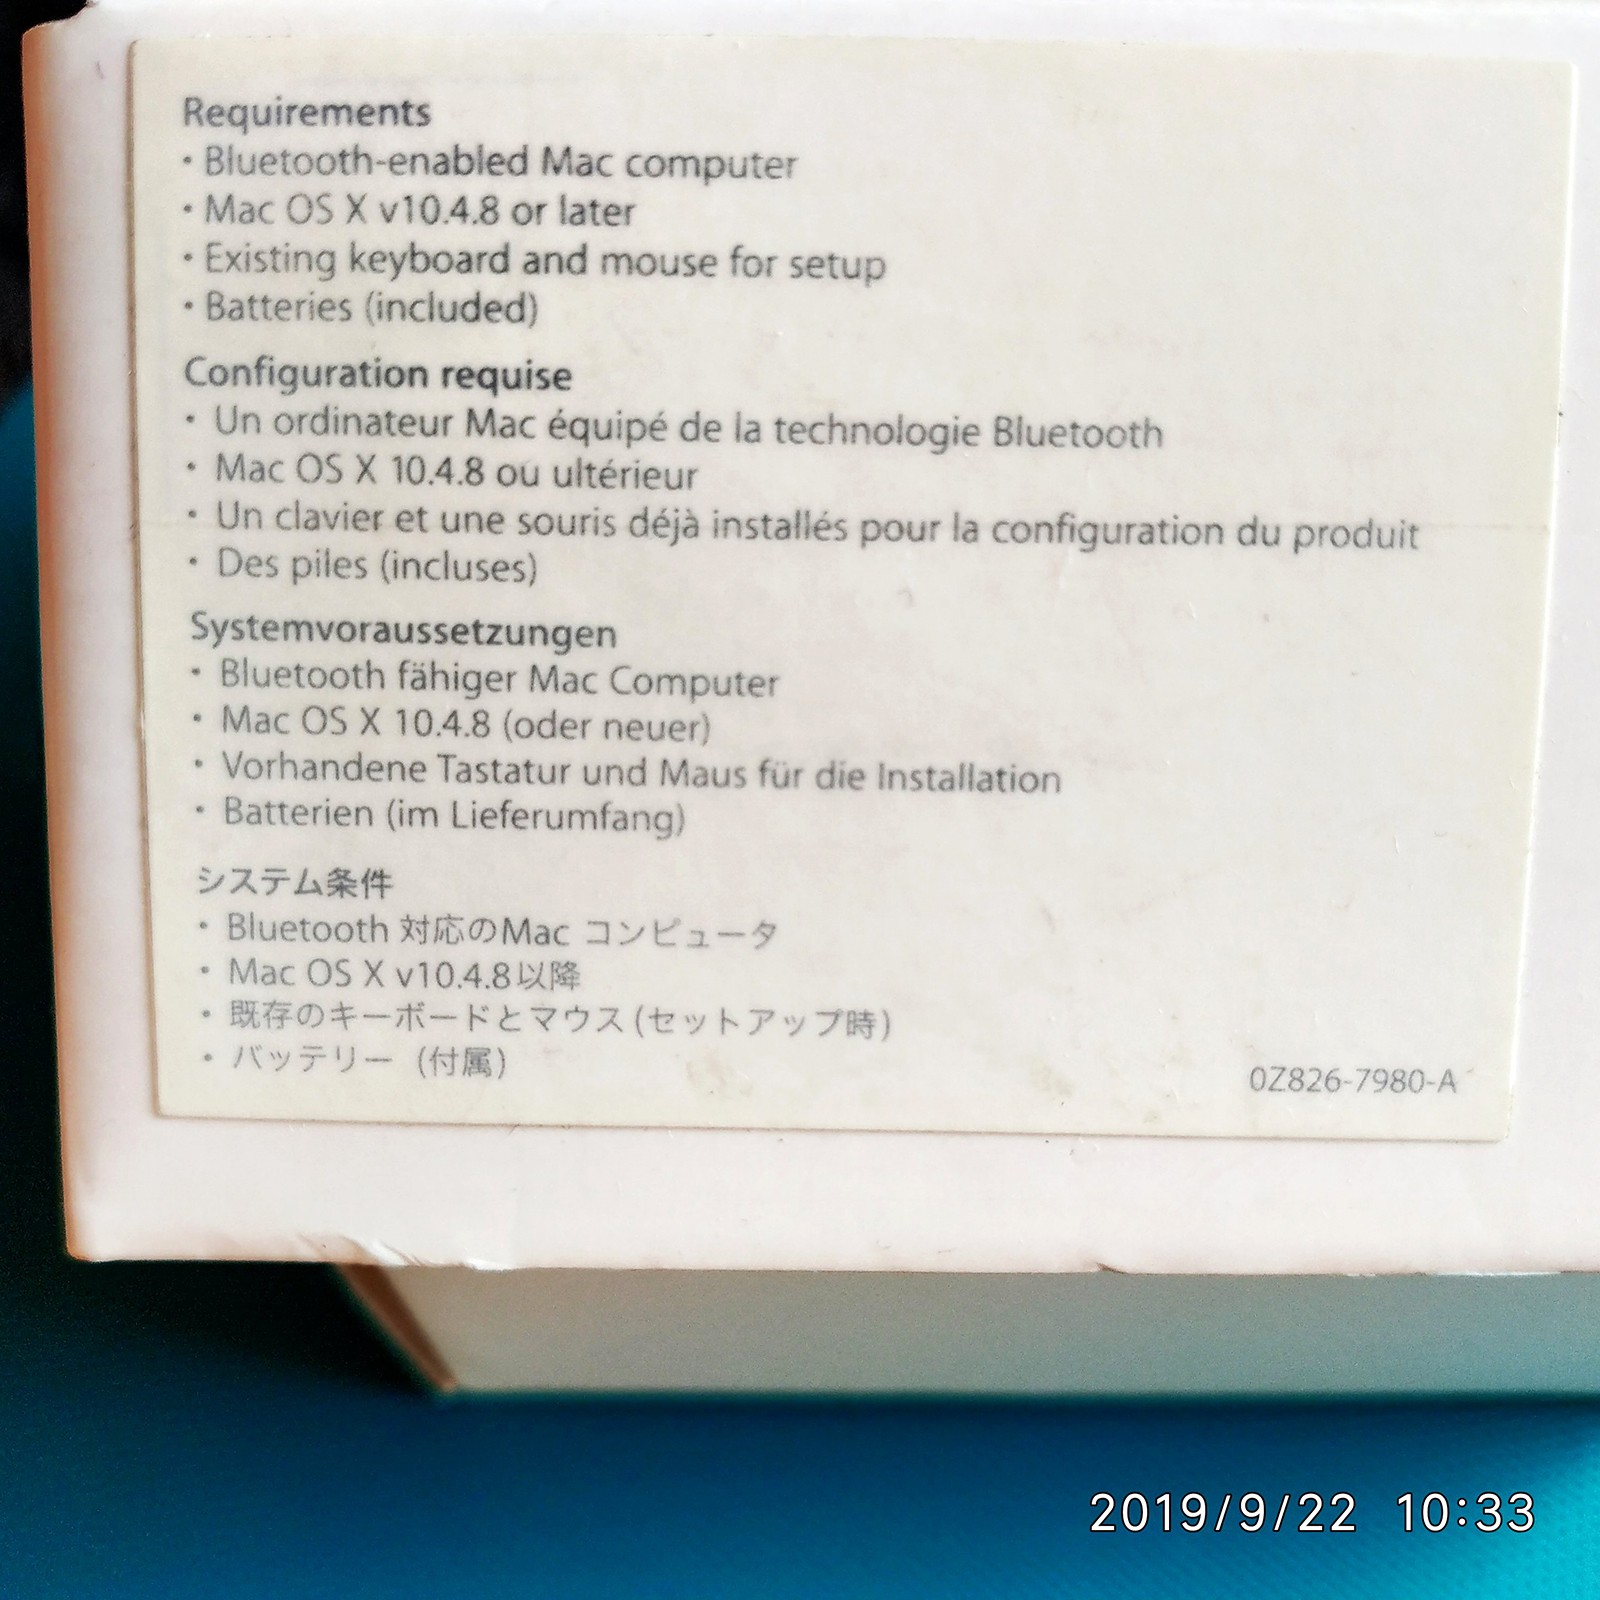 Requirements
• Bluetooth-enabled Mac computer
• Mac OS X v10.4.8 or later
• Existing keyboard and mouse for setup
• Batteries (included)
Configuration requise
• Un ordinateur Mac équipé de la technologie Bluetooth
• Mac OS X 10.4.8 ou ultérieur
• Un clavier et une souris déjà installés pour la configuration du produit
• Des piles (incluses)
Systemvoraussetzungen
• Bluetooth fähiger Mac Computer
• Mac OS X 10.4.8 (oder neuer)
• Vorhandene Tastatur und Maus für die Installation
• Batterien (im Lieferumfang)
システム条件
• Bluetooth 対応のMac コンピュータ
• Mac OS X v10.4.8以降
• 既存のキーボードとマウス(セットアップ時)
• バッテリー (付属)
0Z826-7980-A
2019/9/22 10:33